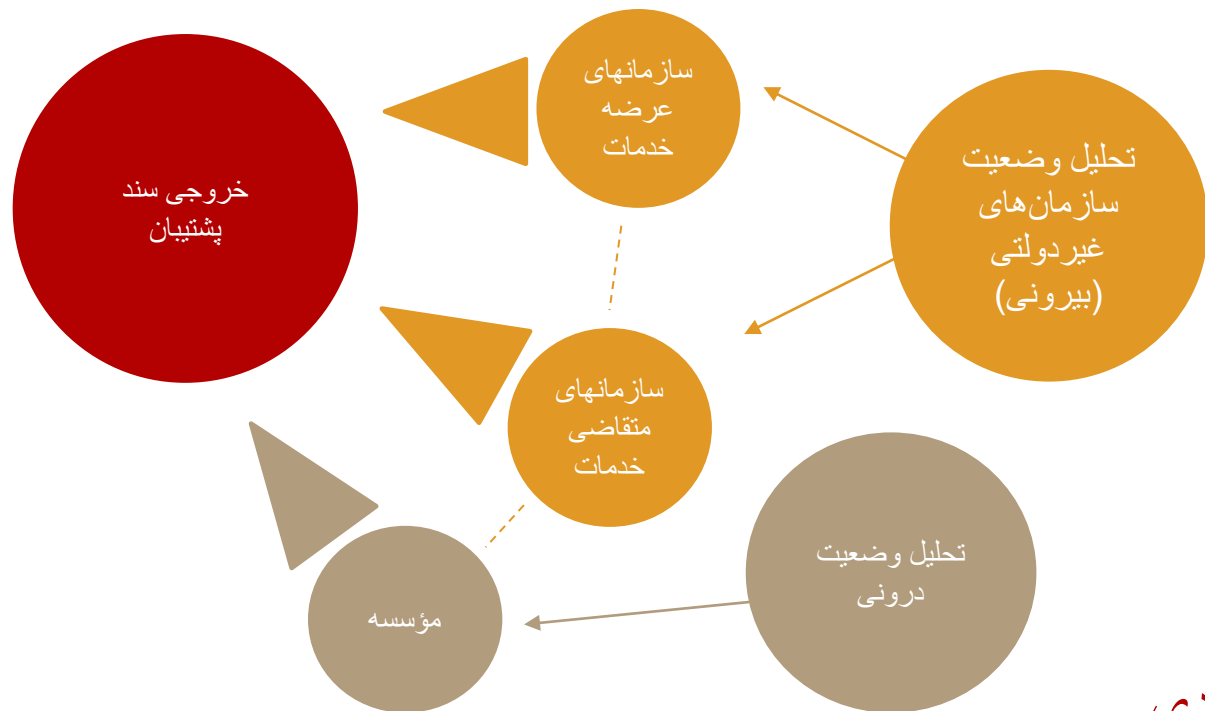 سازمانهای
عرضه
خدمات
تحلیل وضعیت
سازمان‌های
غیردولتی
(بیرونی)
خروجی سند
پشتیبان
سازمانهای
متقاضی
خدمات
تحلیل وضعیت
درونی
مؤسسه